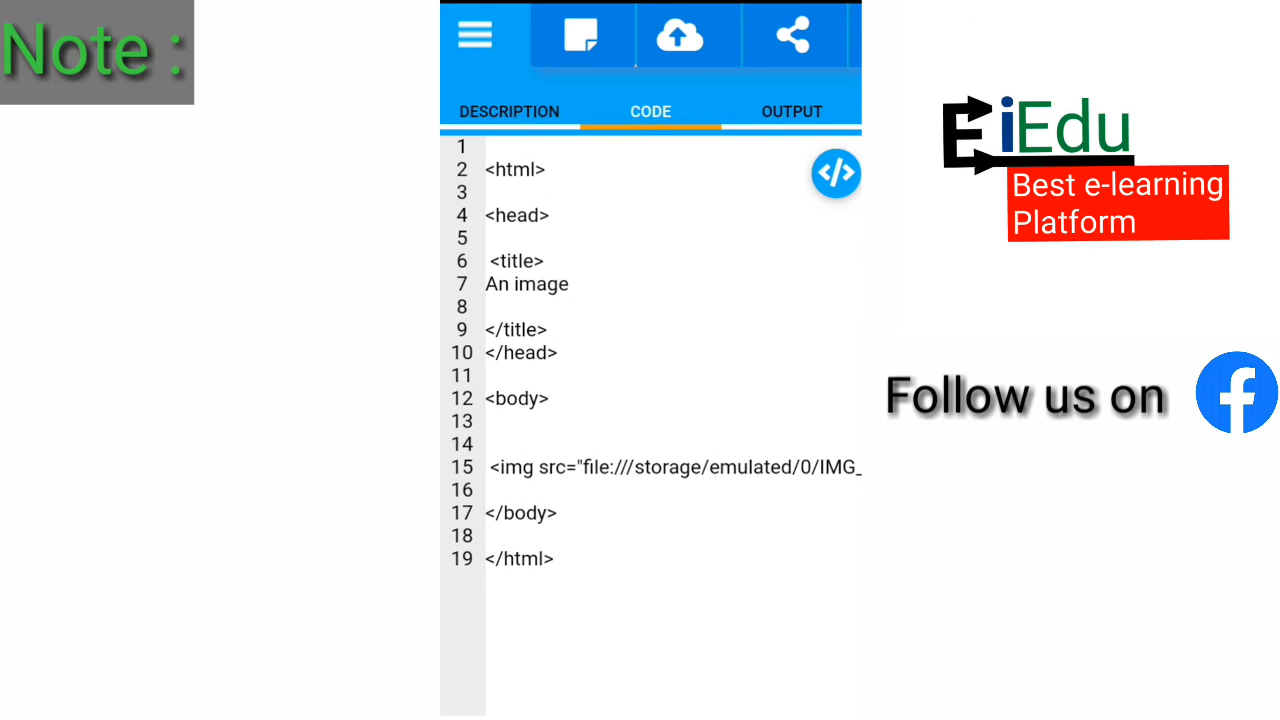 Note :
DESCRIPTION CODE OUTPUT
1
2 <html>
3
4 <head>
5
6 <title>
7 An image
8
9 </title>
10 </head>
11
12 <body>
13
14
15 <img src="file:///storage/emulated/0/IMG_
16
17 </body>
18
19 </html>
E iEdu
Best e-learning
Platform
Follow us on